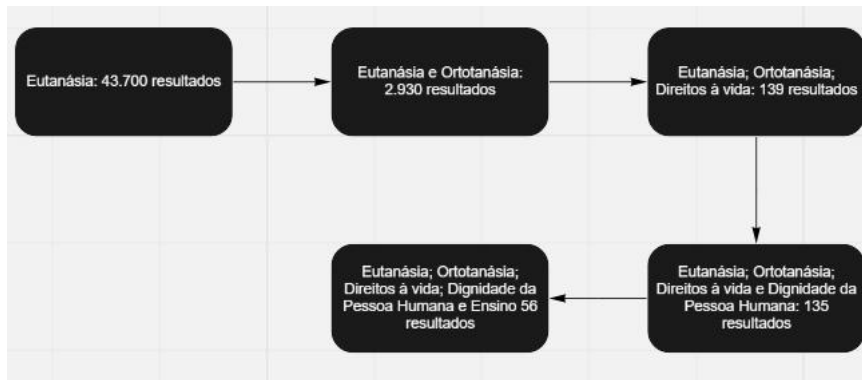 Eutanásia: 43.700 resultados
Eutanásia e Ortotanásia:
2.930 resultados
Eutanásia; Ortotanásia;
Direitos à vida: 139 resultados
Eutanásia; Ortotanásia;
Direitos à vida e Dignidade da
Pessoa Humana: 135
resultados
Eutanásia; Ortotanásia;
Direitos à vida; Dignidade da
Pessoa Humana e Ensino 56
resultados